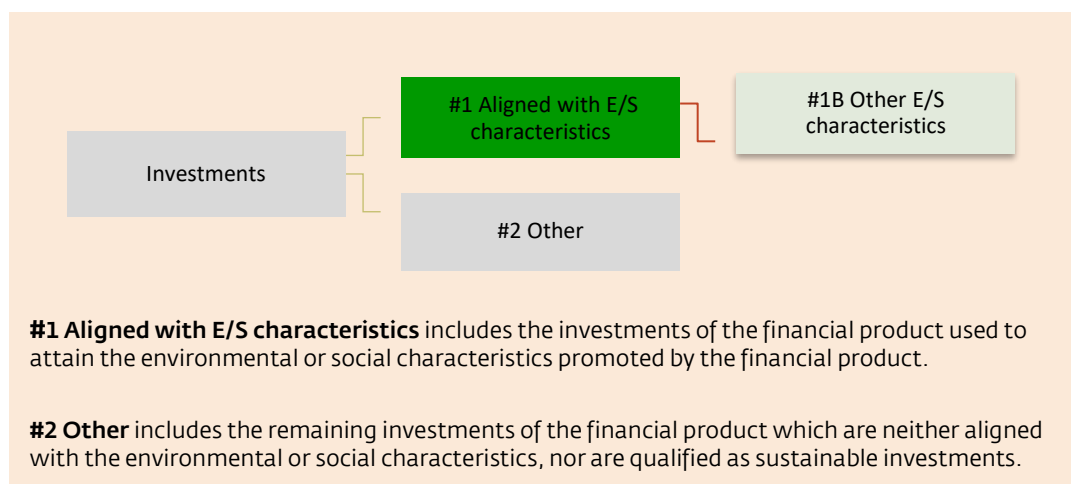 #1 Aligned with E/S
characteristics
#1B Other E/S
characteristics
Investments
#2 Other
#1 Aligned with E/S characteristics includes the investments of the financial product used to
attain the environmental or social characteristics promoted by the financial product.
#2 Other includes the remaining investments of the financial product which are neither aligned
with the environmental or social characteristics, nor are qualified as sustainable investments.